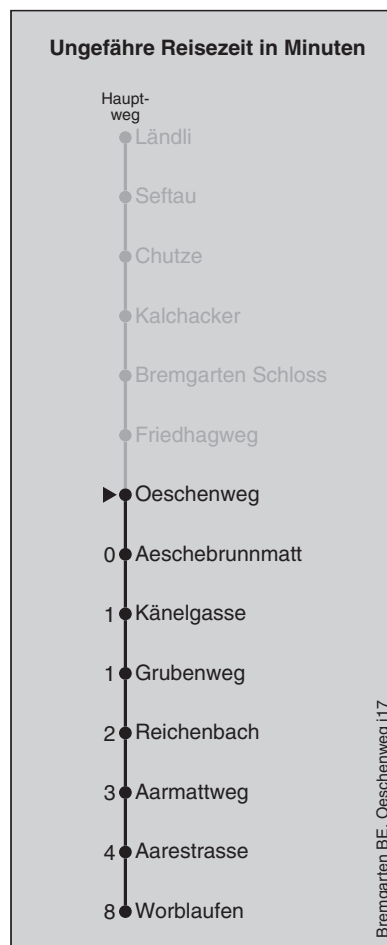 Ungefähre Reisezeit in Minuten
Haupt-
weg
Ländli
Seftau
Chutze
Kalchacker
Bremgarten Schloss
Friedhagweg
Oeschenweg
0 Aeschebrunnmatt
1 Känelgasse
1 Grubenweg
2 Reichenbach
3 Aarmattweg
4 Aarestrasse
8 Worblaufen
Bremgarten BE, Oeschenweg j17